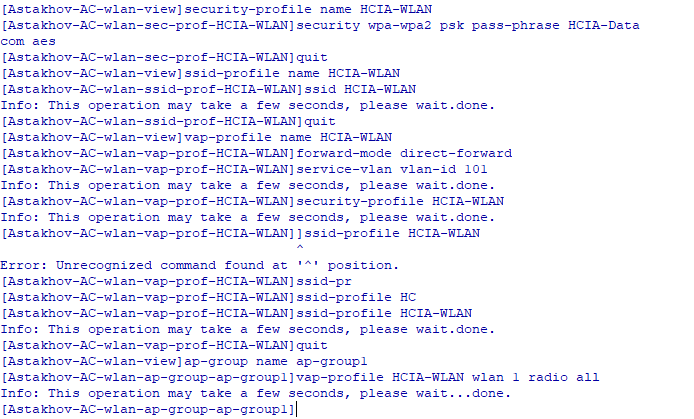 [Astakhov-AC-wlan-view]security-profile name HCIA-WLAN
[Astakhov-AC-wlan-sec-prof-HCIA-WLAN]security wpa-wpa2 psk pass-phrase HCIA-Data
com aes
[Astakhov-AC-wlan-sec-prof-HCIA-WLAN]quit
[Astakhov-AC-wlan-view]ssid-profile name HCIA-WLAN
[Astakhov-AC-wlan-ssid-prof-HCIA-WLAN]ssid HCIA-WLAN
Info: This operation may take a few seconds, please wait.done.
[Astakhov-AC-wlan-ssid-prof-HCIA-WLAN]quit
[Astakhov-AC-wlan-view]vap-profile name HCIA-WLAN
[Astakhov-AC-wlan-vap-prof-HCIA-WLAN]forward-mode direct-forward
[Astakhov-AC-wlan-vap-prof-HCIA-WLAN]service-vlan vlan-id 101
Info: This operation may take a few seconds, please wait.done.
[Astakhov-AC-wlan-vap-prof-HCIA-WLAN]security-profile HCIA-WLAN
Info: This operation may take a few seconds, please wait.done.
[Astakhov-AC-wlan-vap-prof-HCIA-WLAN]]ssid-profile HCIA-WLAN
^
Error: Unrecognized command found at '^' position.
[Astakhov-AC-wlan-vap-prof-HCIA-WLAN]ssid-pr
[Astakhov-AC-wlan-vap-prof-HCIA-WLAN]ssid-profile HC
[Astakhov-AC-wlan-vap-prof-HCIA-WLAN]ssid-profile HCIA-WLAN
Info: This operation may take a few seconds, please wait.done.
[Astakhov-AC-wlan-vap-prof-HCIA-WLAN]quit
[Astakhov-AC-wlan-view]ap-group name ap-group1
[Astakhov-AC-wlan-ap-group-ap-group1]vap-profile HCIA-WLAN wlan 1 radio all
Info: This operation may take a few seconds, please wait...done.
[Astakhov-AC-wlan-ap-group-ap-group1]